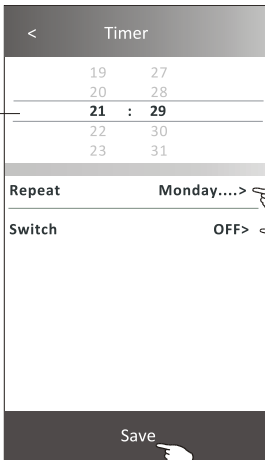 < Timer
19 27
20 28
21 : 29
22 30
23 31
Repeat Monday....>
Switch OFF>
Save